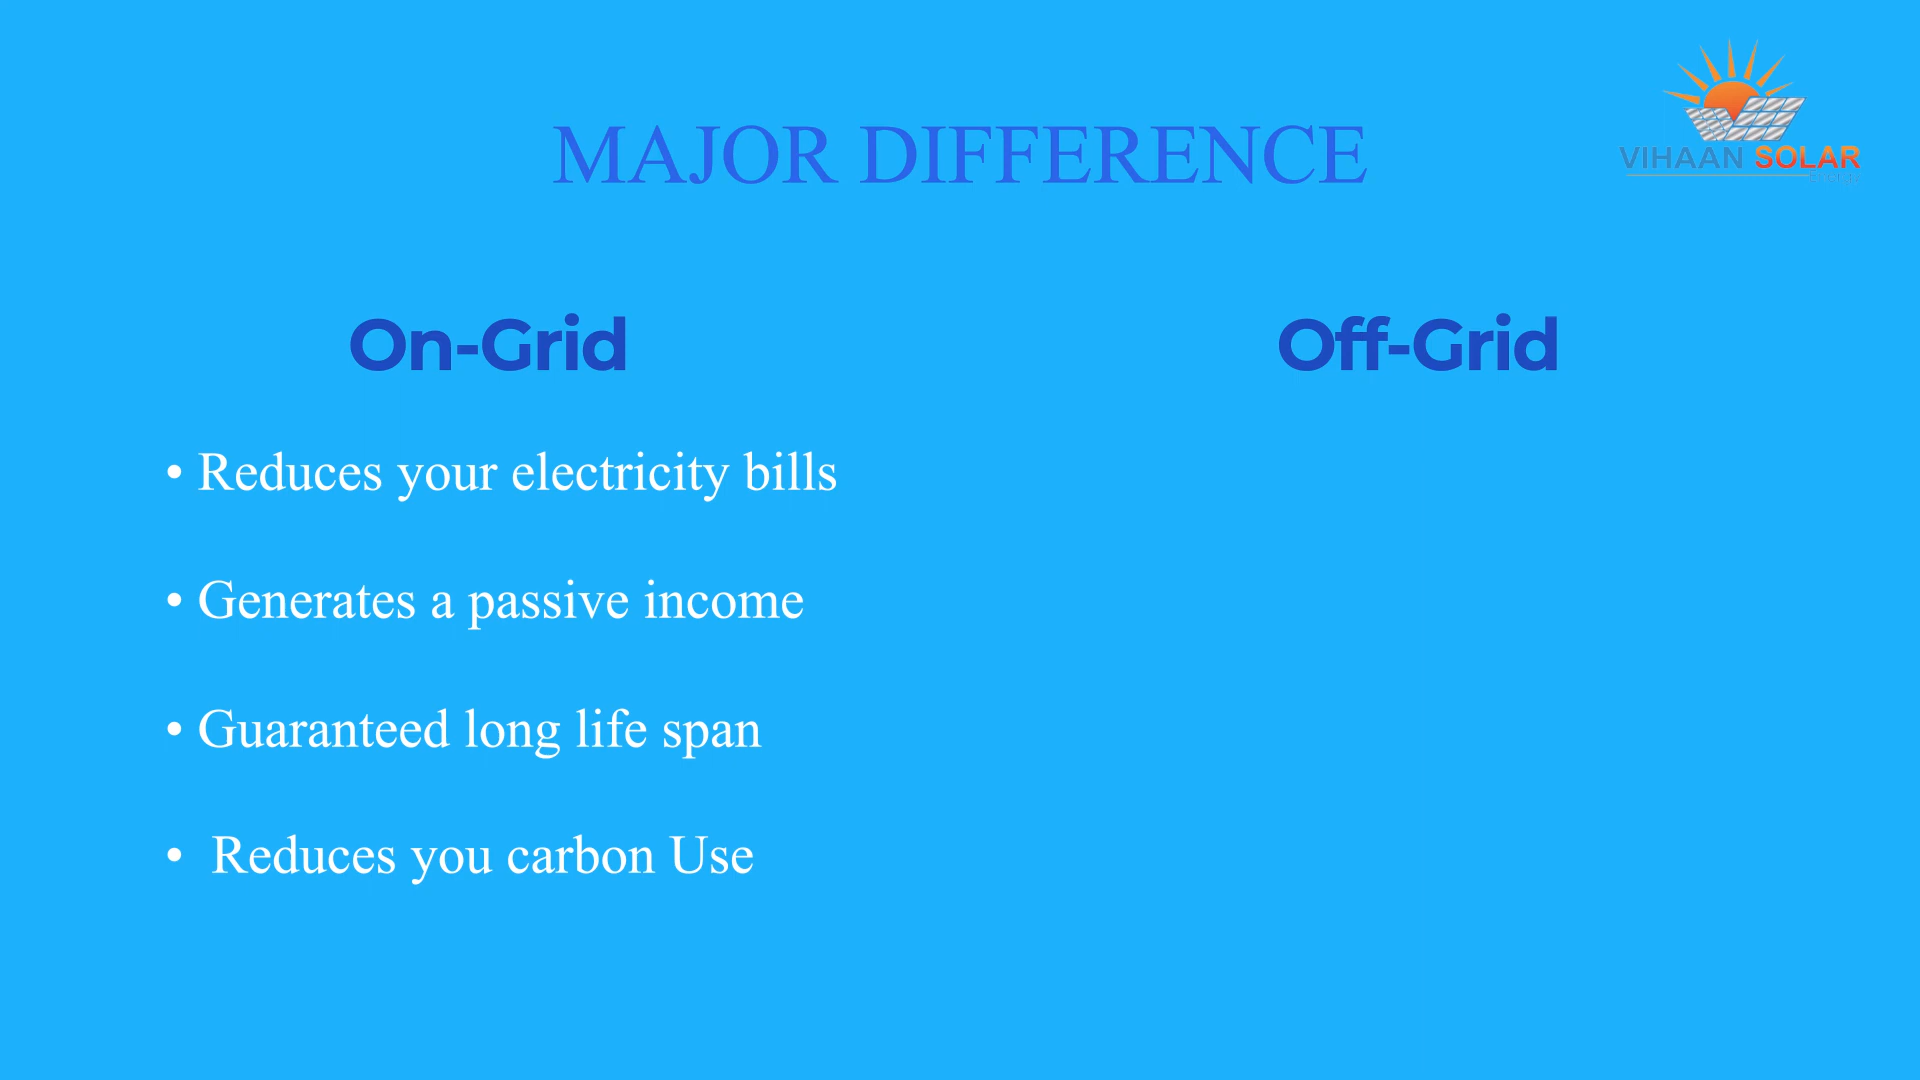 VIHAAN SOLAR
MAJOR DIFFERENCE
On-Grid
Off-Grid
• Reduces your electricity bills
• Generates a passive income
• Guaranteed long life span
• Reduces you carbon Use